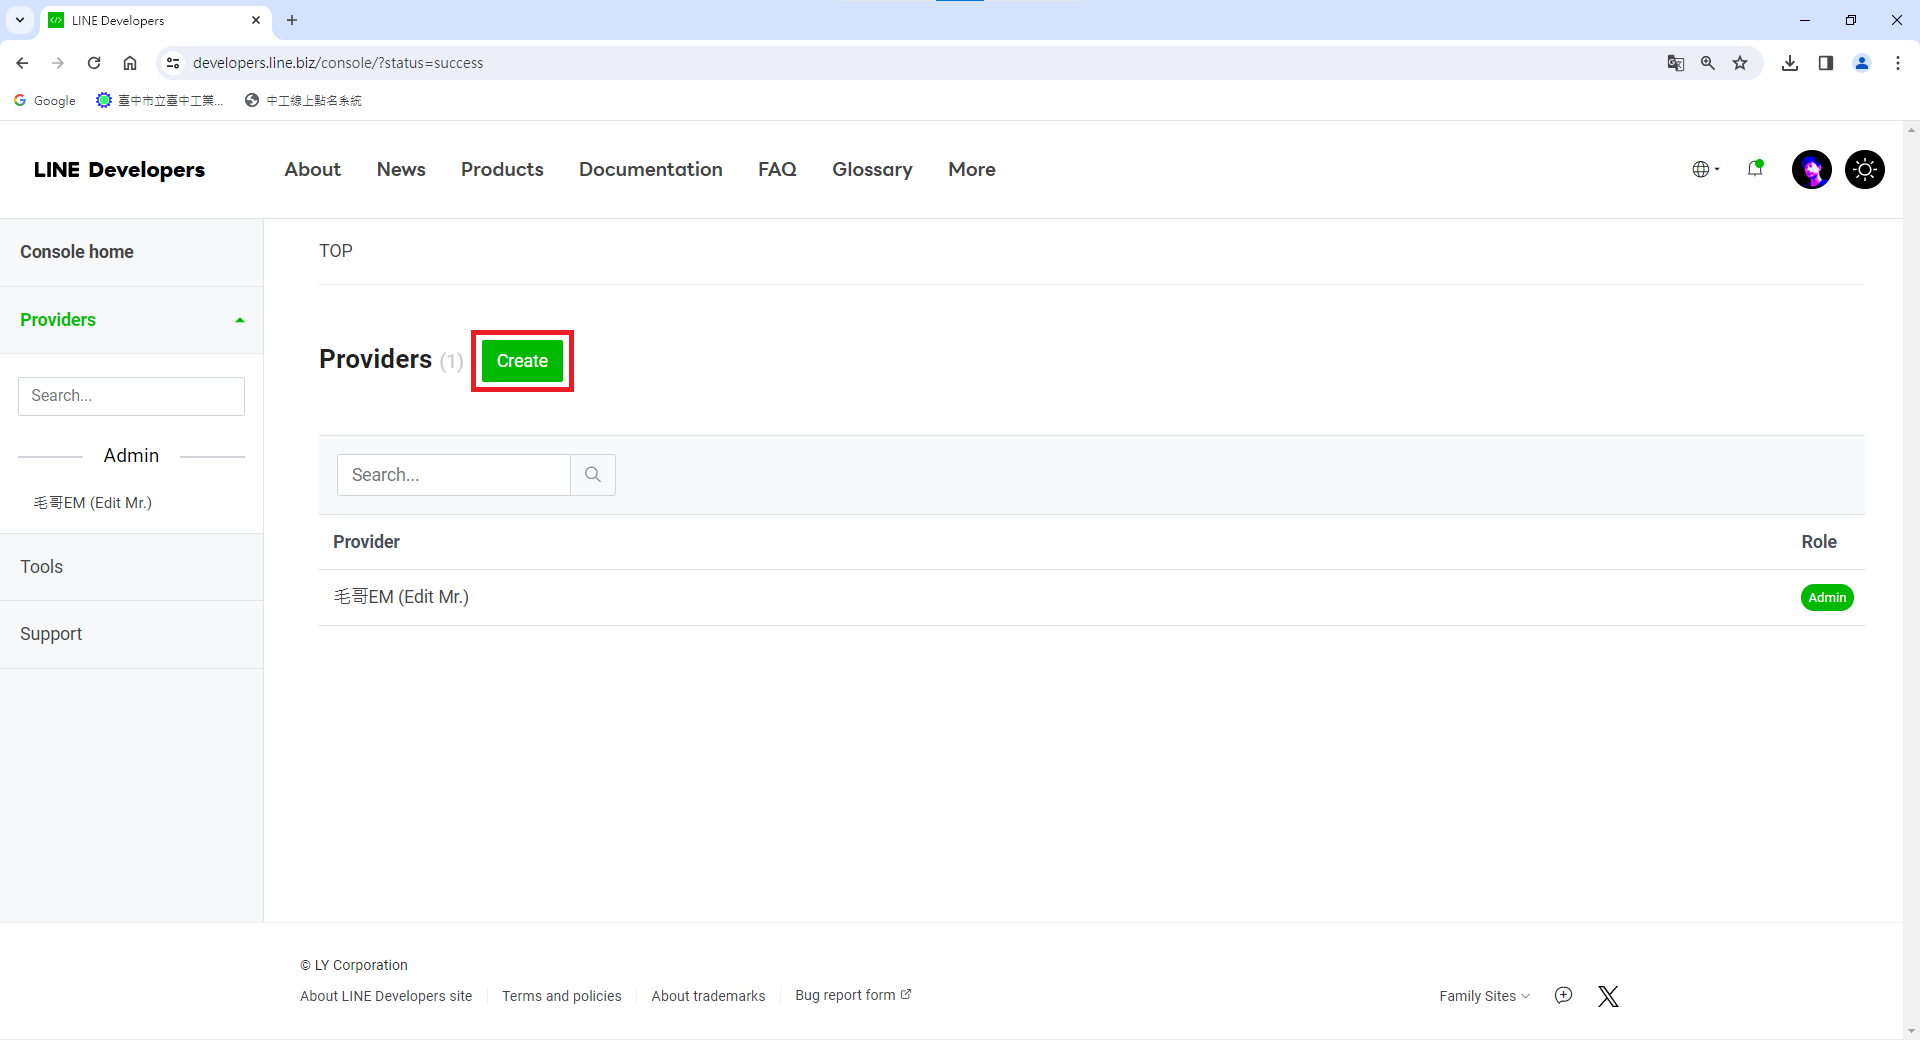 LINE Developers
developers.line.biz/console/?status=success
Google
臺中市立臺中工業...
中工線上點名系統
LINE Developers
About
News
Products
Documentation
FAQ
Glossary
More
Console home
Providers
Search...
Admin
毛哥EM (Edit Mr.)
Tools
Support
TOP
Providers (1)
Create
Search...
Provider
Role
毛哥EM (Edit Mr.)
Admin
© LY Corporation
About LINE Developers site
Terms and policies
About trademarks
Bug report form
Family Sites